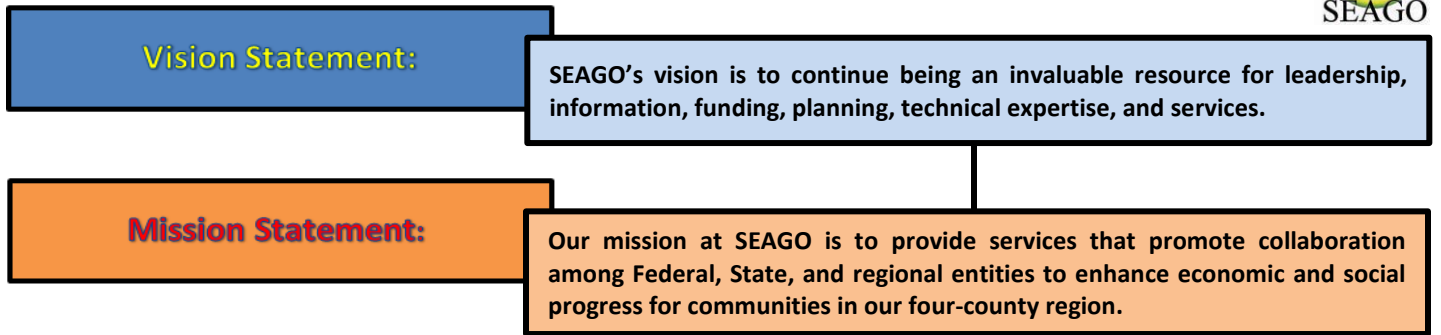 SEAGO
Vision Statement:
SEAGO’s vision is to continue being an invaluable resource for leadership,
information, funding, planning, technical expertise, and services.
Mission Statement:
Our mission at SEAGO is to provide services that promote collaboration
among Federal, State, and regional entities to enhance economic and social
progress for communities in our four-county region.